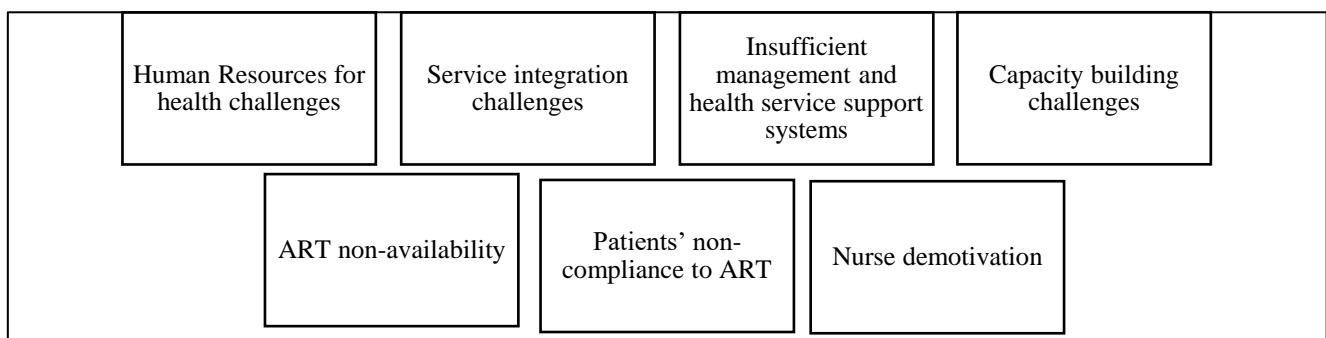 Human Resources for
health challenges
Service integration
challenges
Insufficient
management and
health service support
systems
Capacity building
challenges
ART non-availability
Patients’ non-
compliance to ART
Nurse demotivation